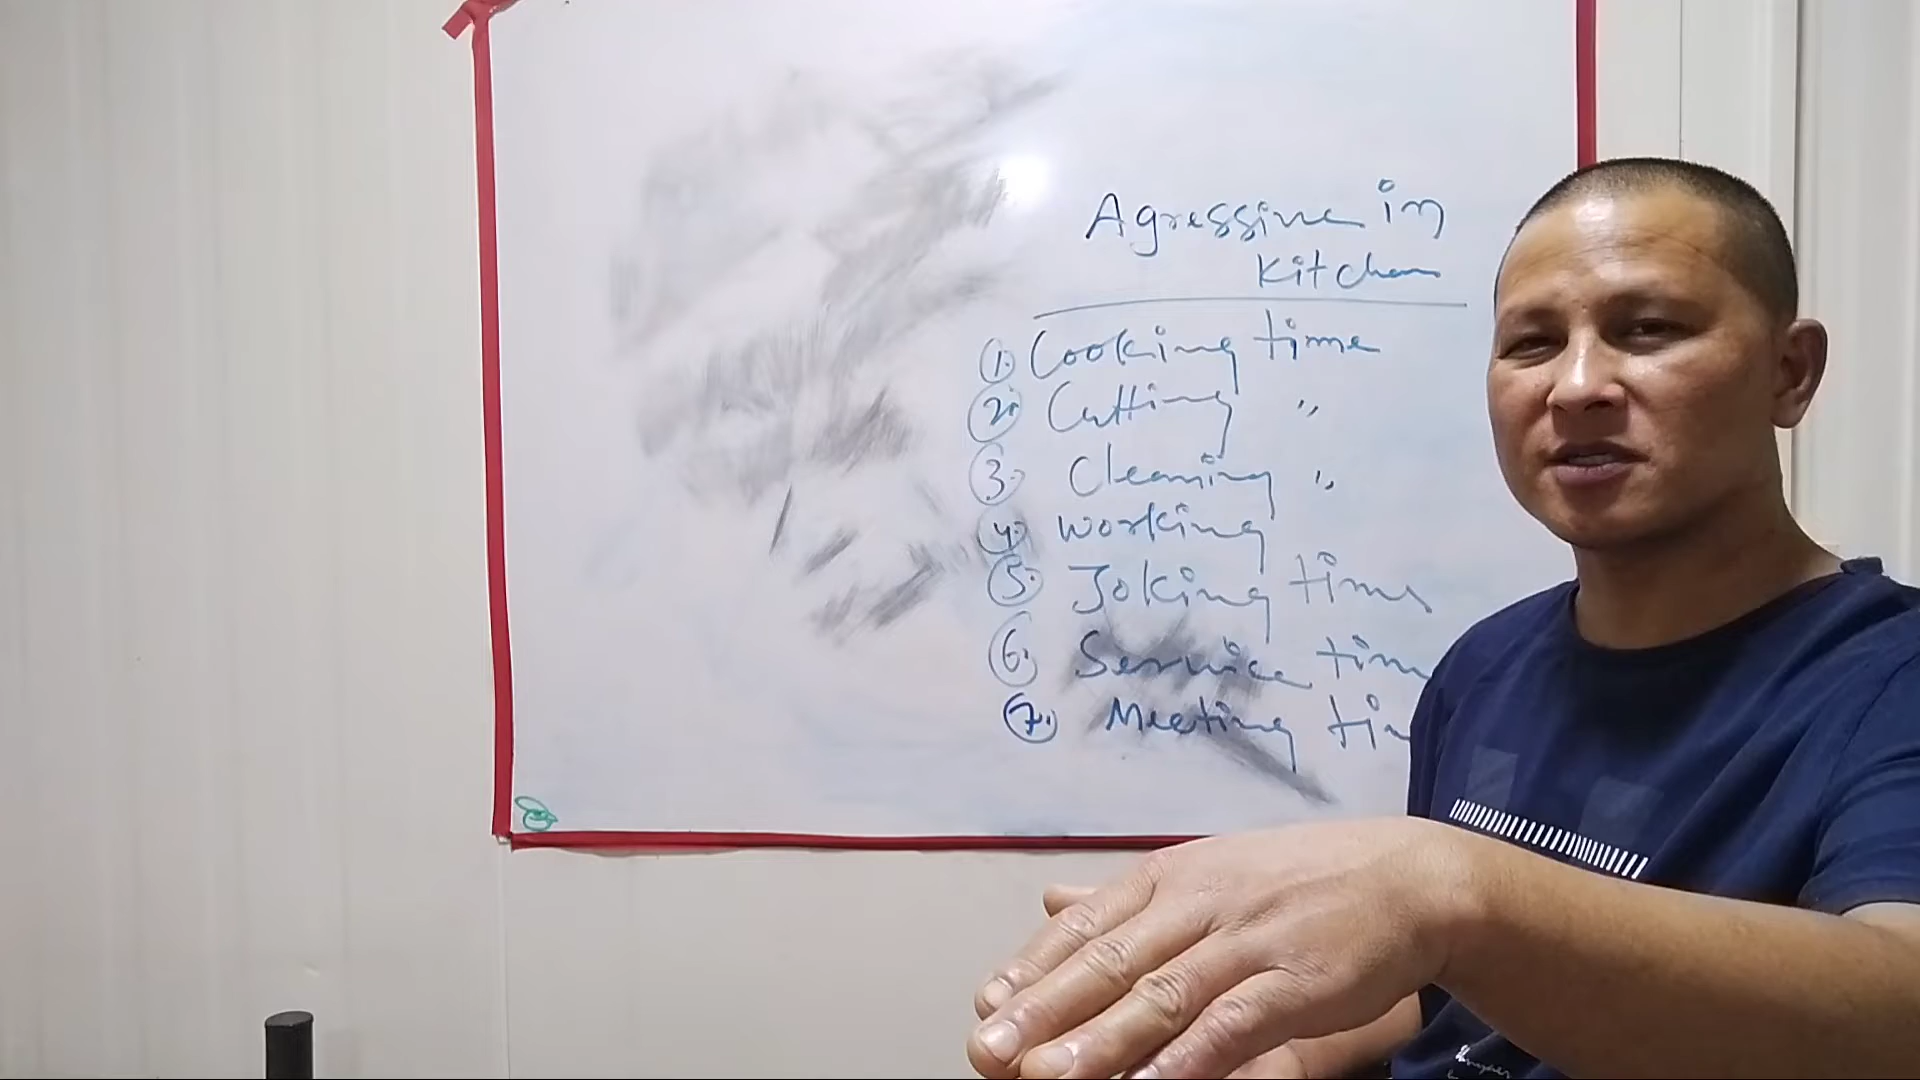 Agressive in
Kitchen
1. Cooking time
2. Cutting "
3. Cleaning "
4. Working
5. Joking time
6. Service time
7. Meeting tim